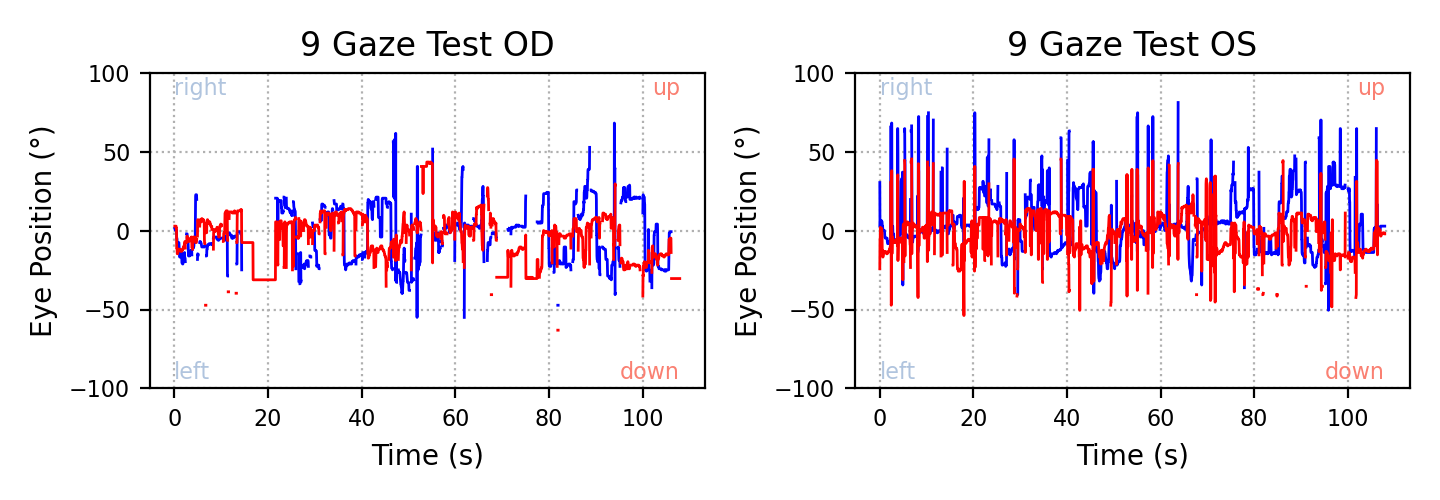 9 Gaze Test OD
100
50
0
−50
−100
Eye Position (°)
right
up
left
down
0 20 40 60 80 100
Time (s)
9 Gaze Test OS
100
50
0
−50
−100
Eye Position (°)
right
up
left
down
0 20 40 60 80 100
Time (s)